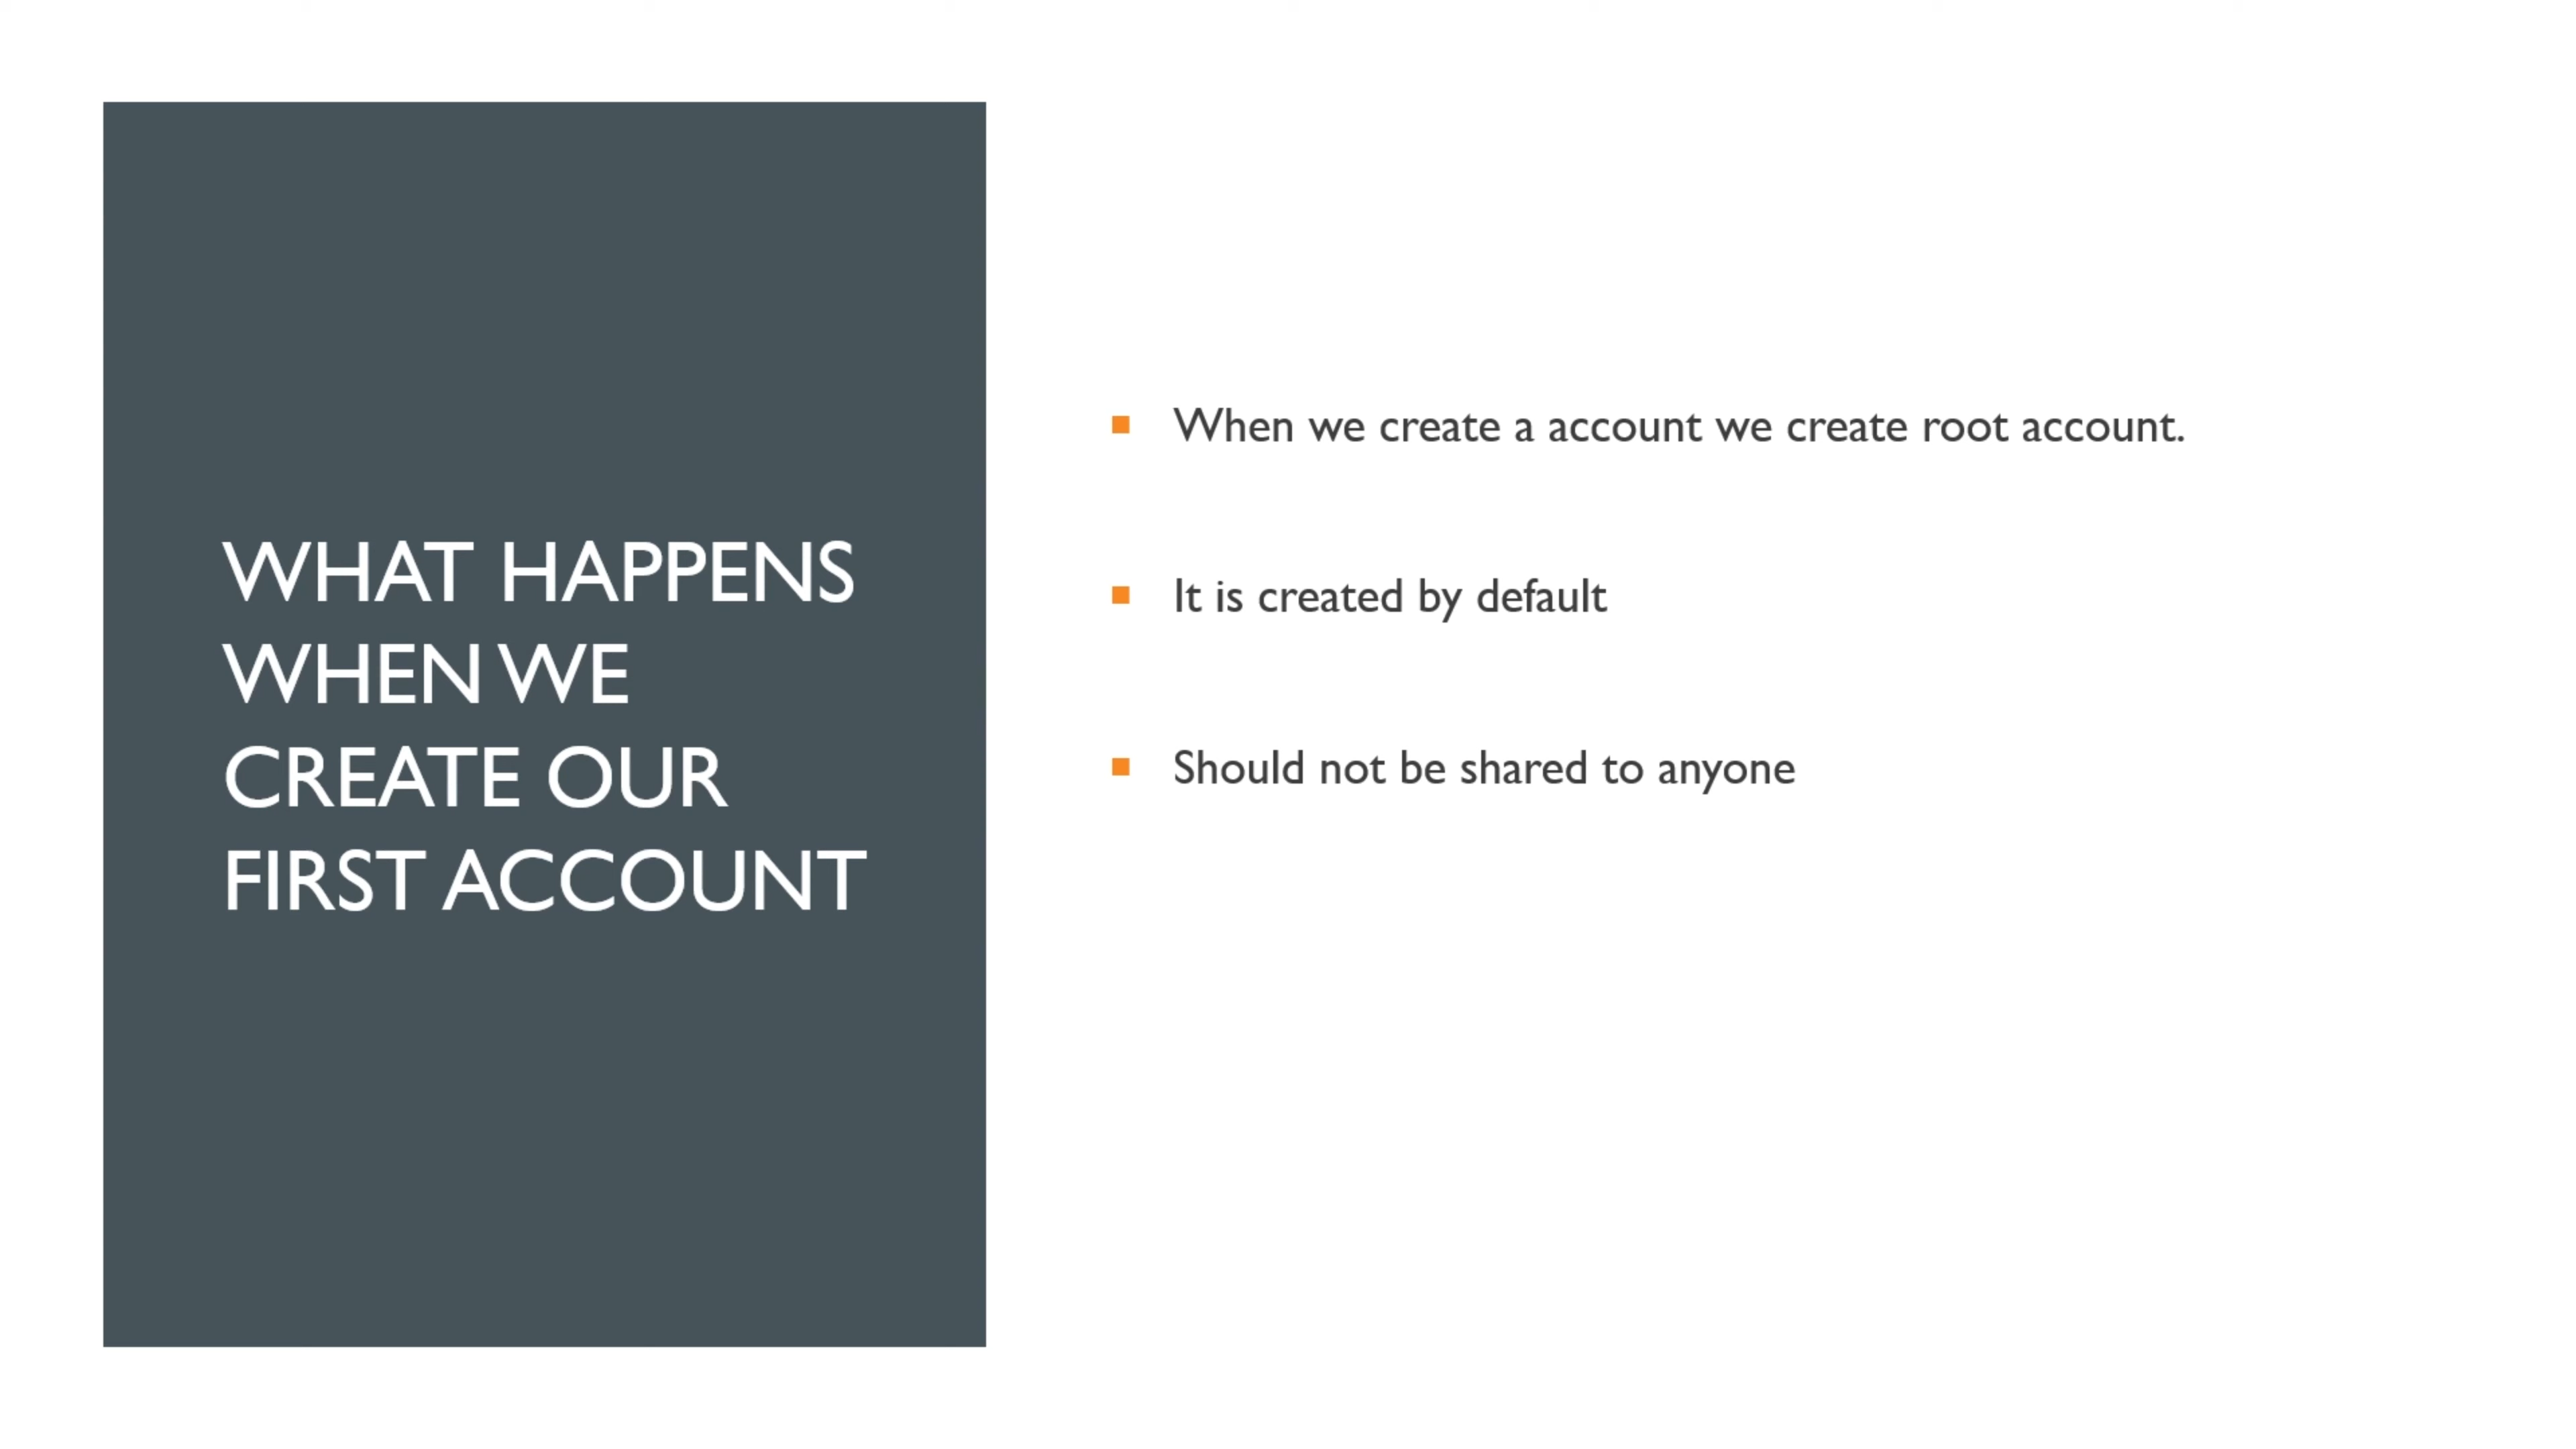 WHAT HAPPENS
WHEN WE
CREATE OUR
FIRST ACCOUNT
When we create a account we create root account.
It is created by default
Should not be shared to anyone